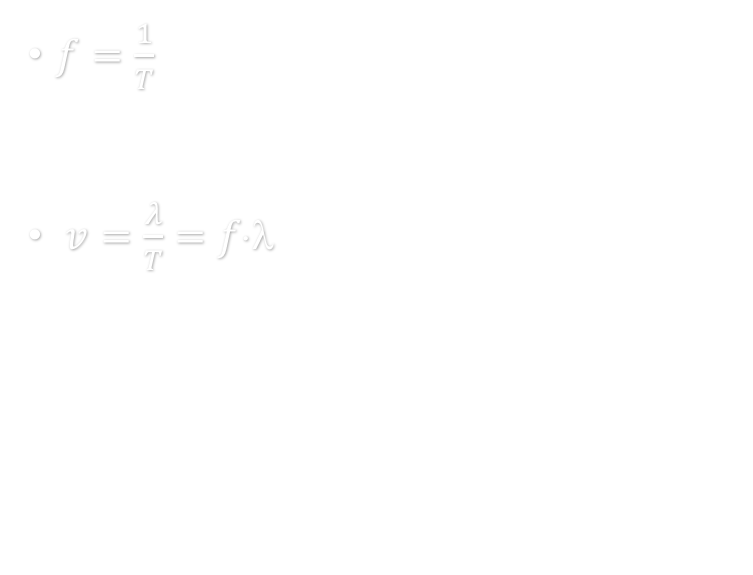 • f = 1/T
• v = λ/T = f·λ